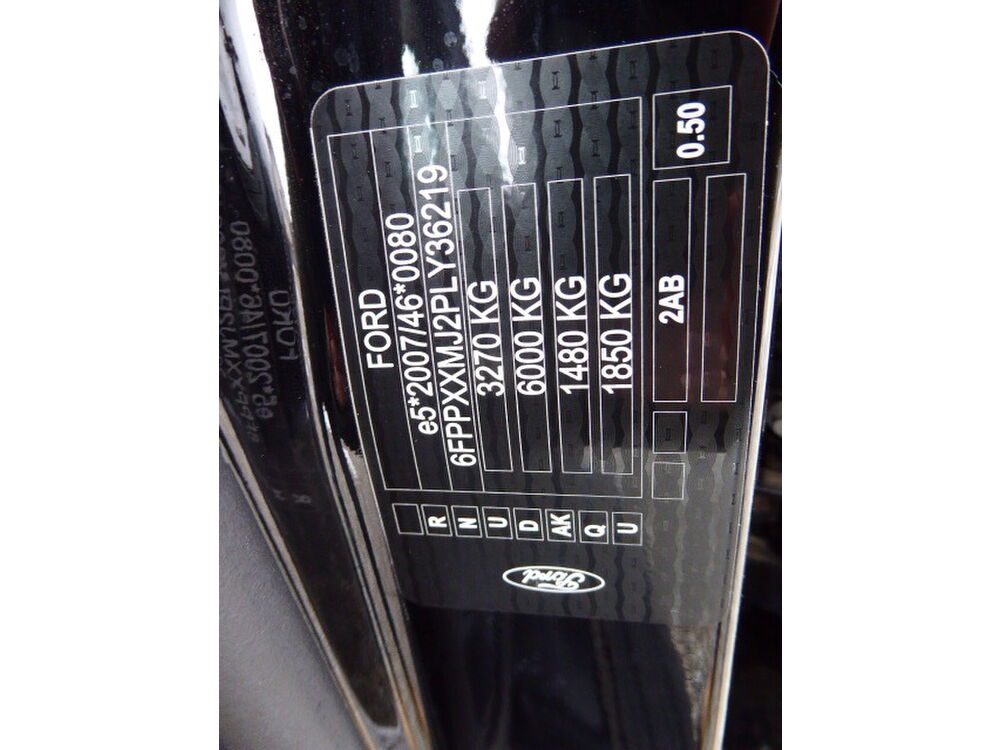 FORD
e5*2007/46*0080
6FPPXXMJ2PLY36219
3270 KG
6000 KG
1480 KG
1850 KG
2AB
0.50
R
N
U
D
AK
Q
U
Ford